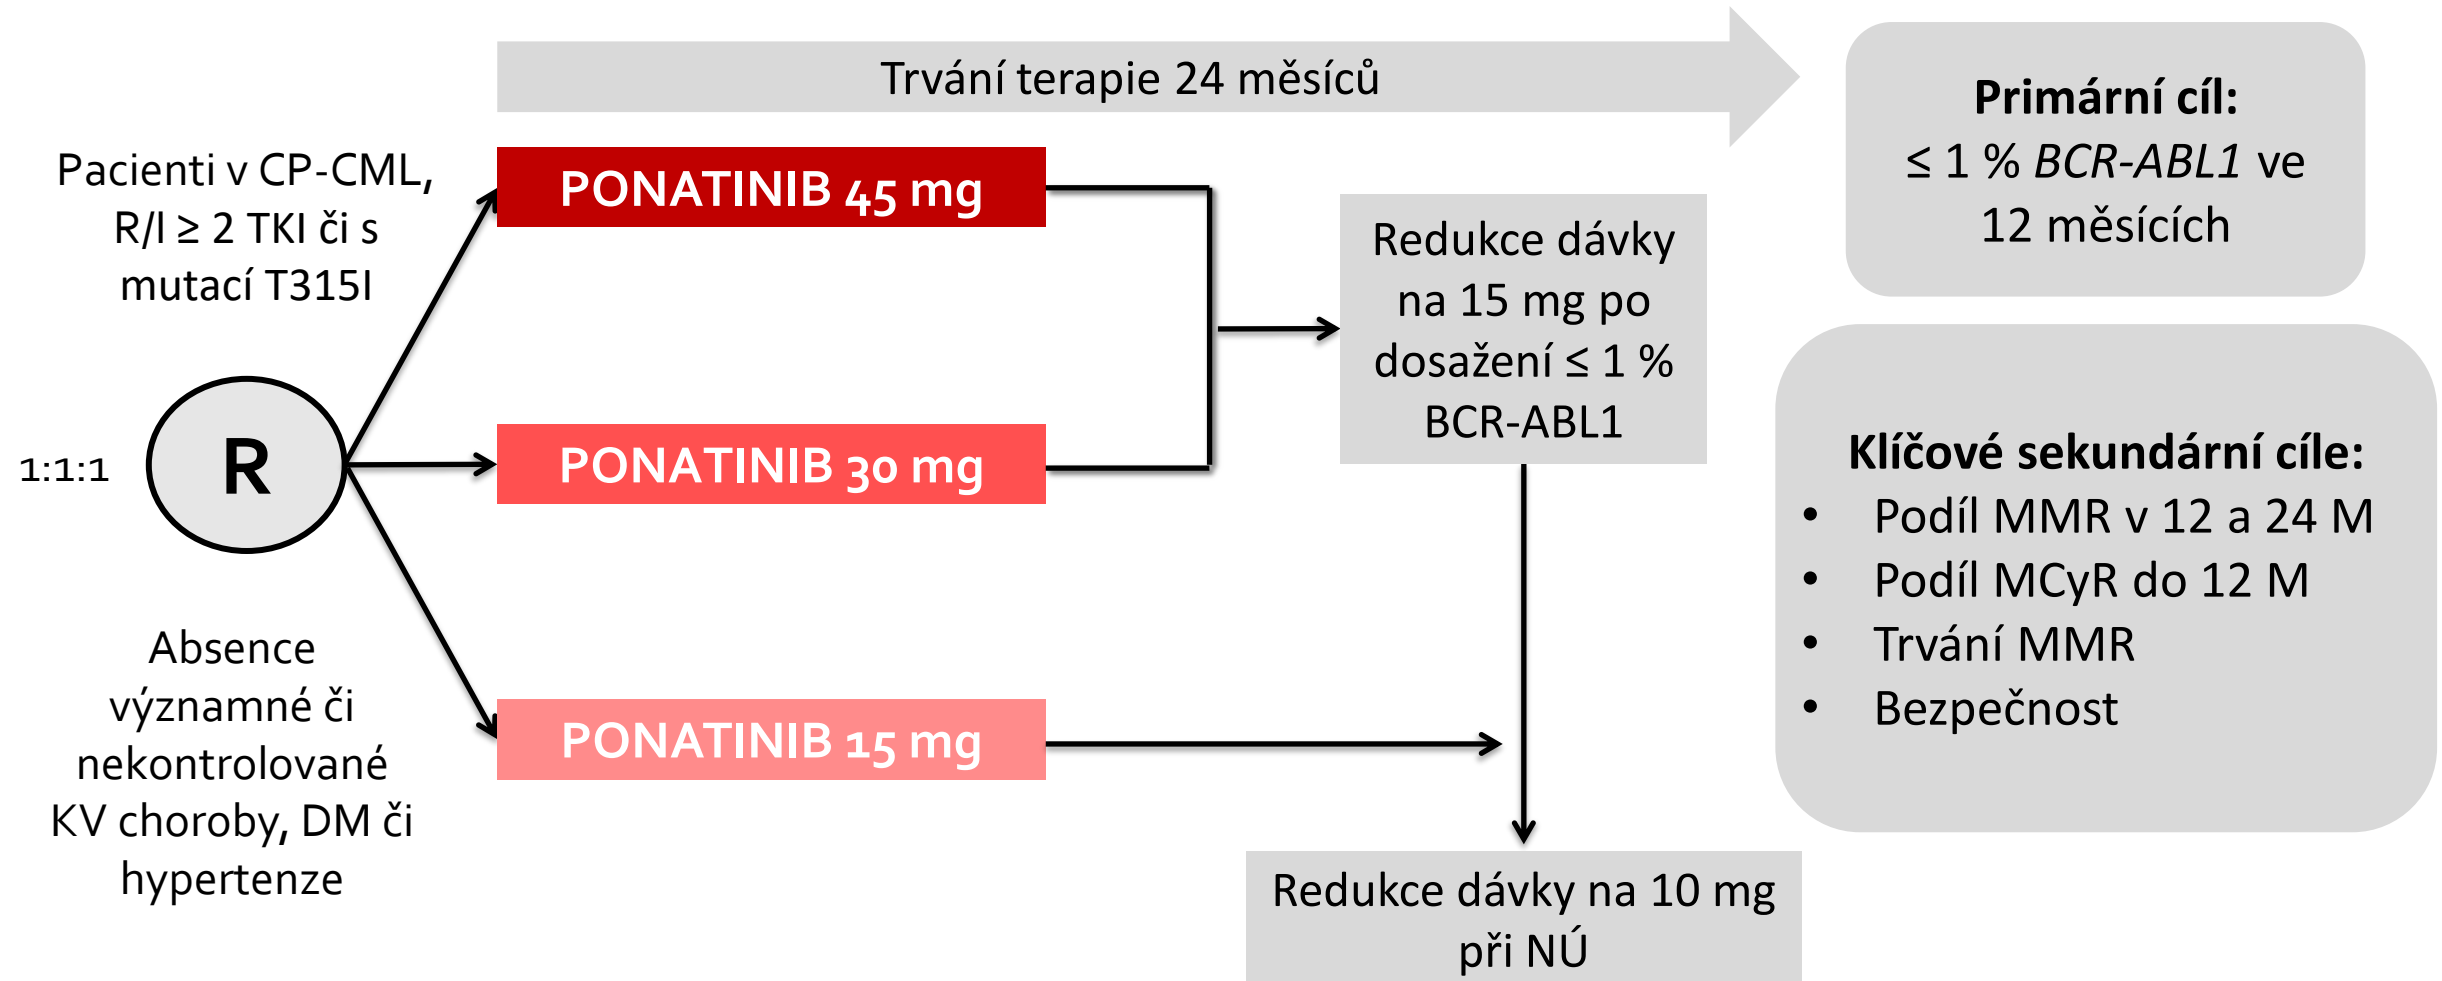 Trvání terapie 24 měsíců
Pacienti v CP-CML,
R/I ≥ 2 TKI či s
mutací T315I
1:1:1
R
Absence
významné či
nekontrolované
KV choroby, DM či
hypertenze
PONATINIB 45 mg
PONATINIB 30 mg
PONATINIB 15 mg
Redukce dávky
na 15 mg po
dosažení ≤ 1 %
BCR-ABL1
Redukce dávky na 10 mg
při NÚ
Primární cíl:
≤ 1 % BCR-ABL1 ve
12 měsících
Klíčové sekundární cíle:
• Podíl MMR v 12 a 24 M
• Podíl MCyR do 12 M
• Trvání MMR
• Bezpečnost